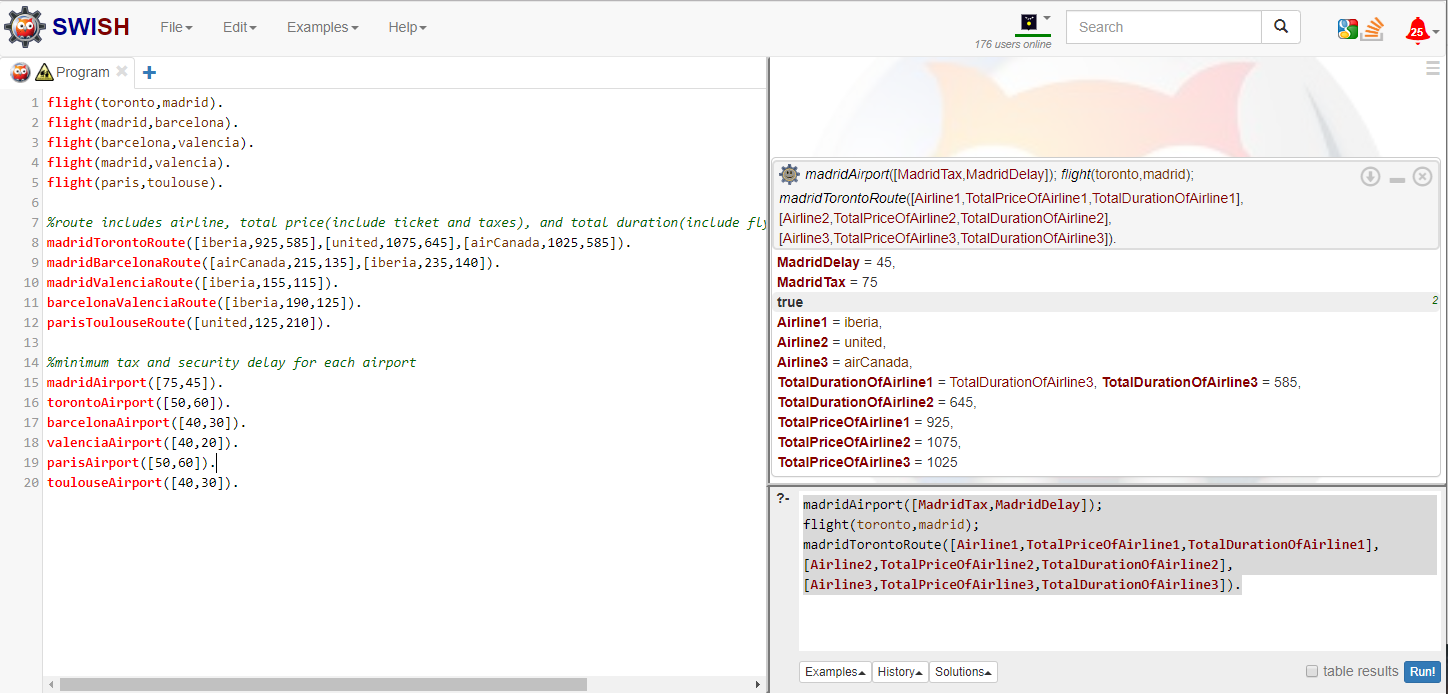 SWISH File Edit Examples Help 176 users online Search 25
Program
1 flight(toronto,madrid).
2 flight(madrid,barcelona).
3 flight(barcelona,valencia).
4 flight(madrid,valencia).
5 flight(paris,toulouse).
6
7 %route includes airline, total price(include ticket and taxes), and total duration(include fl
8 madridTorontoRoute([iberia,925,585],[united,1075,645],[airCanada,1025,585]).
9 madridBarcelonaRoute([airCanada,215,135],[iberia,235,140]).
10 madridValenciaRoute([iberia,155,115]).
11 barcelonaValenciaRoute([iberia,190,125]).
12 parisToulouseRoute([united,125,210]).
13
14 %minimum tax and security delay for each airport
15 madridAirport([75,45]).
16 torontoAirport([50,60]).
17 barcelonaAirport([40,30]).
18 valenciaAirport([40,20]).
19 parisAirport([50,60]).
20 toulouseAirport([40,30]).
madridAirport([MadridTax,MadridDelay]); flight(toronto,madrid);
madridTorontoRoute([Airline1,TotalPriceOfAirline1,TotalDurationOfAirline1],
[Airline2,TotalPriceOfAirline2,TotalDurationOfAirline2],
[Airline3,TotalPriceOfAirline3,TotalDurationOfAirline3]).
MadridDelay = 45,
MadridTax = 75
true 2
Airline1 = iberia,
Airline2 = united,
Airline3 = airCanada,
TotalDurationOfAirline1 = TotalDurationOfAirline3, TotalDurationOfAirline3 = 585,
TotalDurationOfAirline2 = 645,
TotalPriceOfAirline1 = 925,
TotalPriceOfAirline2 = 1075,
TotalPriceOfAirline3 = 1025
?- madridAirport([MadridTax,MadridDelay]);
flight(toronto,madrid);
madridTorontoRoute([Airline1,TotalPriceOfAirline1,TotalDurationOfAirline1],
[Airline2,TotalPriceOfAirline2,TotalDurationOfAirline2],
[Airline3,TotalPriceOfAirline3,TotalDurationOfAirline3]).
Examples History Solutions table results Run!